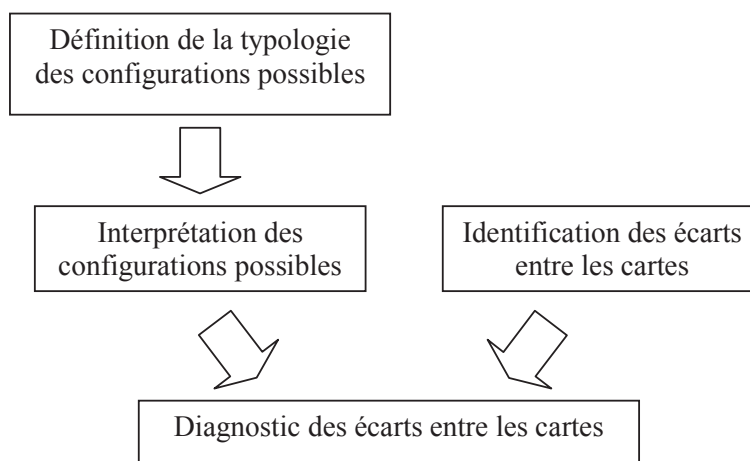 Définition de la typologie
des configurations possibles
Interprétation des
configurations possibles
Identification des écarts
entre les cartes
Diagnostic des écarts entre les cartes